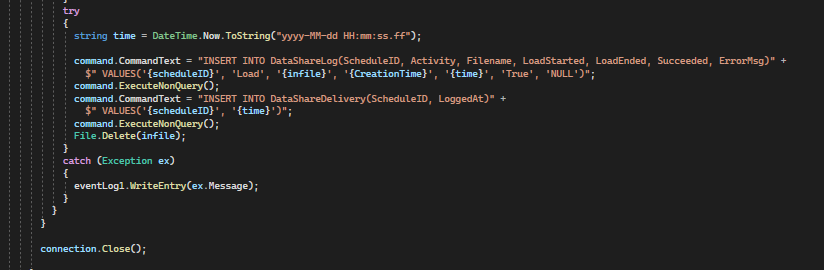 try
{
string time = DateTime.Now.ToString("yyyy-MM-dd HH:mm:ss.ff");
command.CommandText = "INSERT INTO DataShareLog(ScheduleID, Activity, Filename, LoadStarted, LoadEnded, Succeeded, ErrorMsg)" +
$" VALUES('{scheduleID}', 'Load', '{infile}', '{CreationTime}', '{time}', 'True', 'NULL')";
command.ExecuteNonQuery();
command.CommandText = "INSERT INTO DataShareDelivery(ScheduleID, LoggedAt)" +
$" VALUES('{scheduleID}', '{time}')";
command.ExecuteNonQuery();
File.Delete(infile);
}
catch (Exception ex)
{
eventLog1.WriteEntry(ex.Message);
}
}
}
connection.Close();